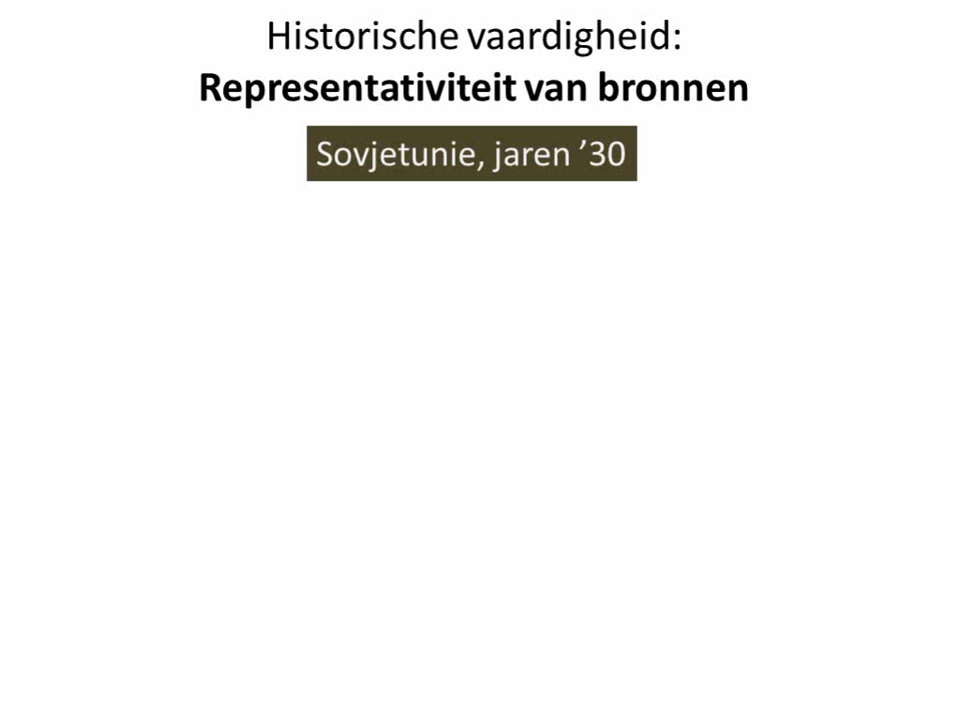 Historische vaardigheid:
Representativiteit van bronnen
Sovjetunie, jaren ’30